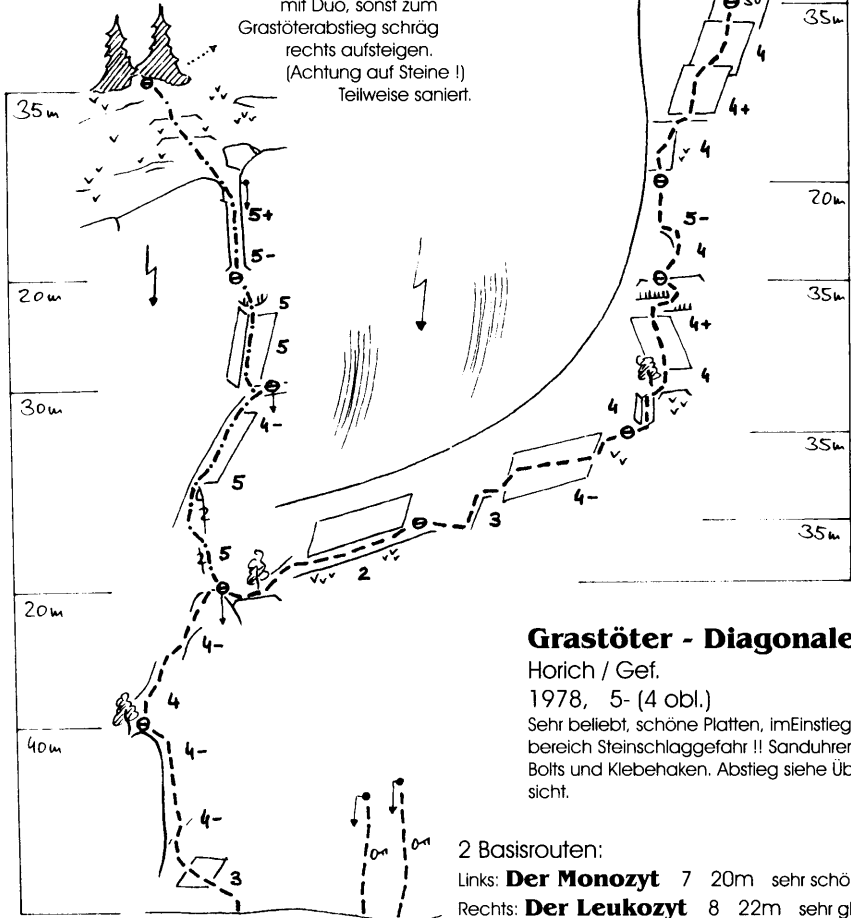 mit Duo, sonst zum
Grastöterabstieg schräg
rechts aufsteigen.
(Achtung auf Steine !)
Teilweise saniert.
35m
5+
5-
20m
5
5
30m
4-
5
2
2
5
20m
4-
4
40m
4-
4-
3
30
35m
4
4+
4
20m
5-
4
35m
4+
4
4
35m
4-
3
35m
2
Grastöter - Diagonale
Horich / Gef.
1978, 5- (4 obl.)
Sehr beliebt, schöne Platten, imEinstieg
bereich Steinschlaggefahr !! Sanduhren
Bolts und Klebehaken. Abstieg siehe Üb
sicht.
2 Basisrouten:
Links: Der Monozyt 7 20m sehr schö
Rechts: Der Leukozyt 8 22m sehr gl